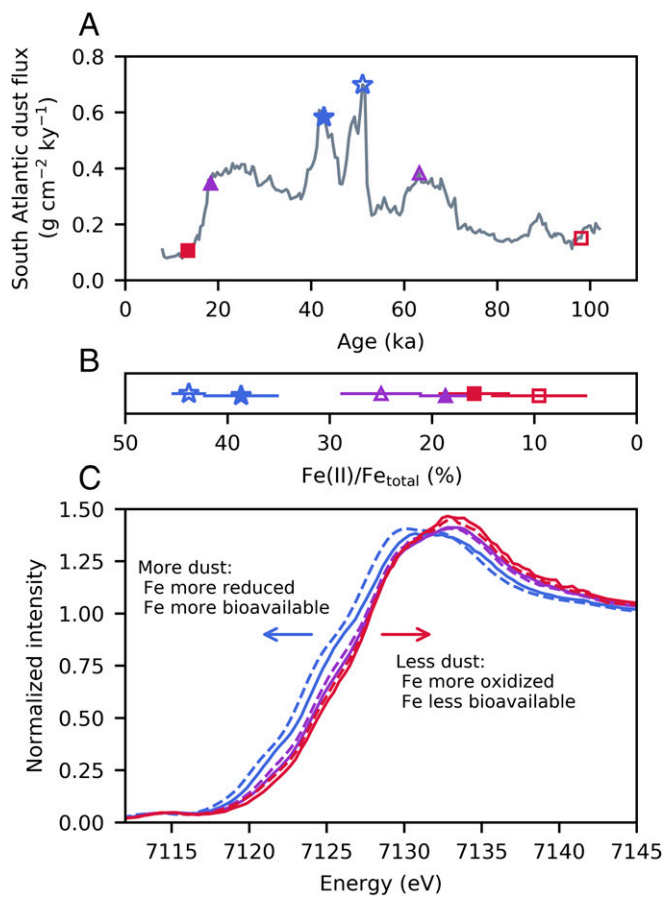 A
South Atlantic dust flux
(g cm⁻² ky⁻¹)
0.8
0.6
0.4
0.2
0.0
0 20 40 60 80 100
Age (ka)
B
50 40 30 20 10 0
Fe(II)/Fetotal (%)
C
Normalized intensity
1.50
1.25
1.00
0.75
0.50
0.25
0.00
More dust:
Fe more reduced
Fe more bioavailable
Less dust:
Fe more oxidized
Fe less bioavailable
7115 7120 7125 7130 7135 7140 7145
Energy (eV)